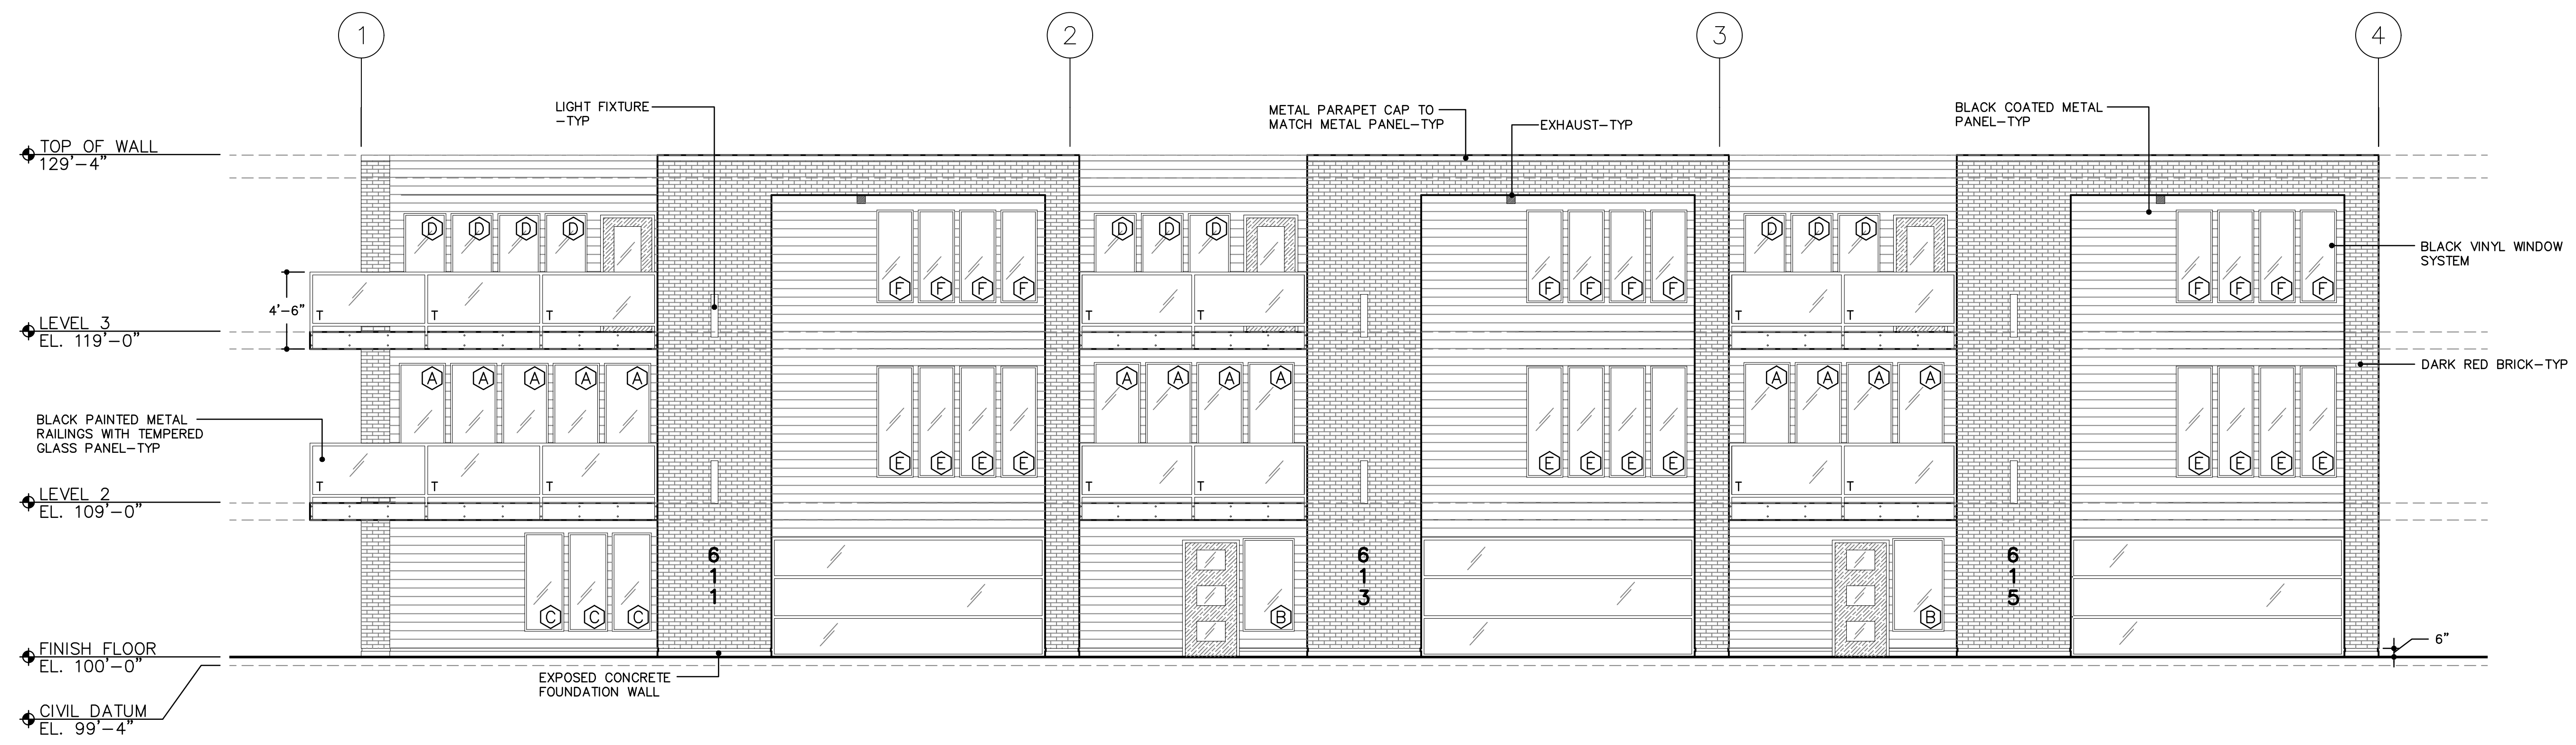 1
2
3
4
LIGHT FIXTURE
-TYP
METAL PARAPET CAP TO
MATCH METAL PANEL-TYP
EXHAUST-TYP
BLACK COATED METAL
PANEL-TYP
TOP OF WALL
129'-4"
D D D D
D D D
D D D
BLACK VINYL WINDOW
SYSTEM
F F F F
F F F F
F F F F
4'-6"
T T T
T T
T T
LEVEL 3
EL. 119'-0"
DARK RED BRICK-TYP
A A A A A
A A A A
A A A A
BLACK PAINTED METAL
RAILINGS WITH TEMPERED
GLASS PANEL-TYP
E E E E
E E E E
E E E E
T T T
T T
T T
LEVEL 2
EL. 109'-0"
6
1
1
6
1
3
6
1
5
C C C
B
B
6"
FINISH FLOOR
EL. 100'-0"
EXPOSED CONCRETE
FOUNDATION WALL
CIVIL DATUM
EL. 99'-4"